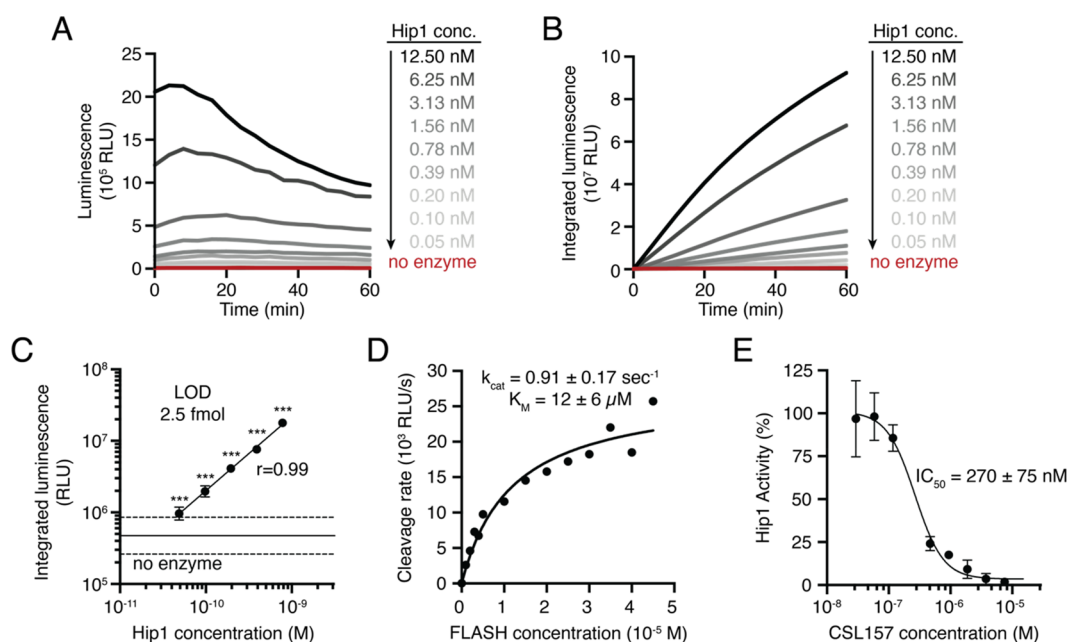 A
Hip1 conc.
12.50 nM
6.25 nM
3.13 nM
1.56 nM
0.78 nM
0.39 nM
0.20 nM
0.10 nM
0.05 nM
no enzyme
Luminescence
(10⁵ RLU)
25
20
15
10
5
0
0 20 40 60
Time (min)
B
Hip1 conc.
12.50 nM
6.25 nM
3.13 nM
1.56 nM
0.78 nM
0.39 nM
0.20 nM
0.10 nM
0.05 nM
no enzyme
Integrated luminescence
(10⁷ RLU)
10
8
6
4
2
0
0 20 40 60
Time (min)
C
Integrated luminescence
(RLU)
10⁸
10⁷
10⁶
10⁵
LOD
2.5 fmol
*** *** *** *** ***
r=0.99
no enzyme
10⁻¹¹ 10⁻¹⁰ 10⁻⁹
Hip1 concentration (M)
D
Cleavage rate (10³ RLU/s)
30
25
20
15
10
5
0
k_cat = 0.91 ± 0.17 sec⁻¹
K_M = 12 ± 6 µM
0 1 2 3 4 5
FLASH concentration (10⁻⁵ M)
E
Hip1 Activity (%)
125
100
75
50
25
0
IC₅₀ = 270 ± 75 nM
10⁻⁸ 10⁻⁷ 10⁻⁶ 10⁻⁵
CSL157 concentration (M)